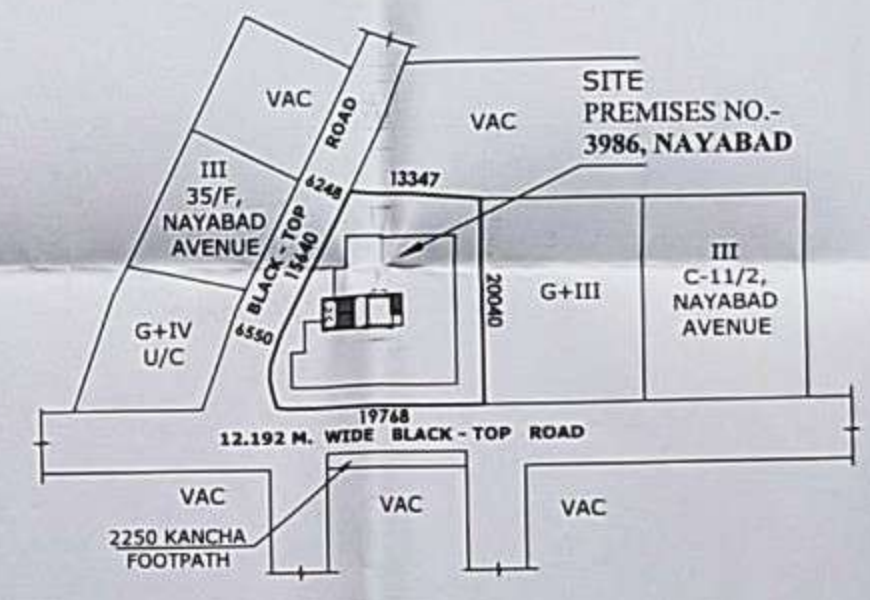 VAC
ROAD
VAC
SITE
PREMISES NO.-
3986, NAYABAD
III
35/F,
NAYABAD
AVENUE
6248
13347
BLACK - TOP
15640
20040
G+III
III
C-11/2,
NAYABAD
AVENUE
G+IV
U/C
6550
19768
12.192 M. WIDE BLACK - TOP ROAD
VAC
VAC
VAC
2250 KANCHA
FOOTPATH